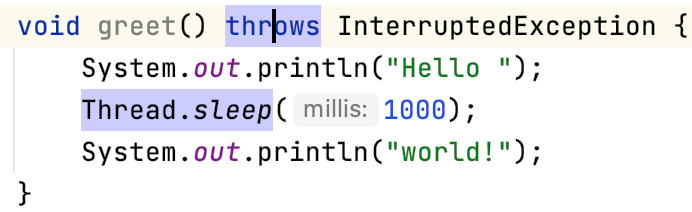 void greet() throws InterruptedException {
    System.out.println("Hello ");
    Thread.sleep( millis: 1000);
    System.out.println("world!");
}